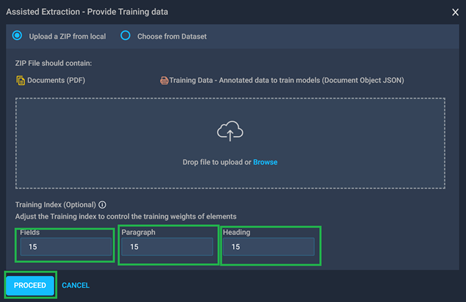 Assisted Extraction - Provide Training data
Upload a ZIP from local Choose from Dataset
ZIP File should contain:
Documents (PDF) Training Data - Annotated data to train models (Document Object JSON)
Drop file to upload or Browse
Training Index (Optional)
Adjust the Training index to control the training weights of elements
Fields Paragraph Heading
15 15 15
PROCEED CANCEL